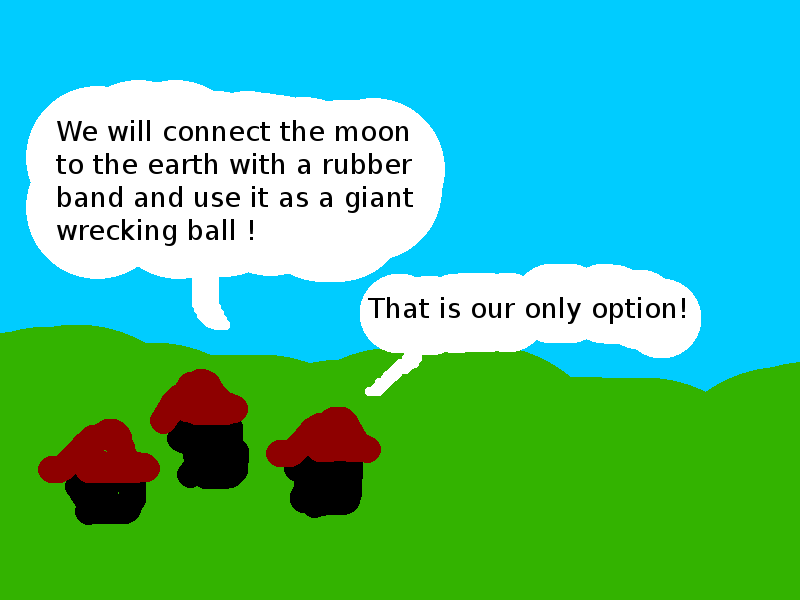 We will connect the moon
to the earth with a rubber
band and use it as a giant
wrecking ball !
That is our only option!